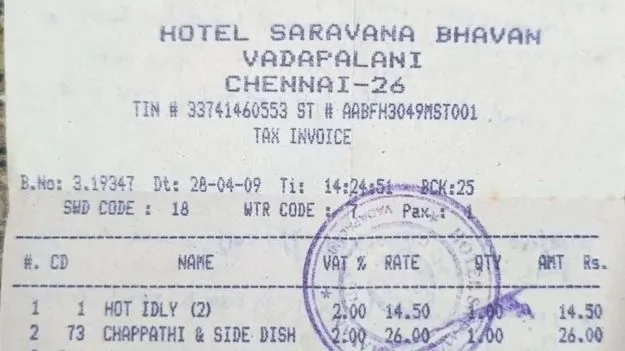 HOTEL SARAVANA BHAVAN
VADAPALANI
CHENNAI-26
TIN # 33741460553 ST # AABFH3049MST001
TAX INVOICE
B.No: 3.19347 Dt: 28-04-09 Ti: 14:24:51 BCK:25
SWD CODE : 18 WTR CODE : 7 Pax : 1
#. CD NAME VAT % RATE QTY AMT Rs.
1 1 HOT IDLY (2) 2.00 14.50 1.00 14.50
2 73 CHAPPATHI & SIDE DISH 2.00 26.00 1.00 26.00